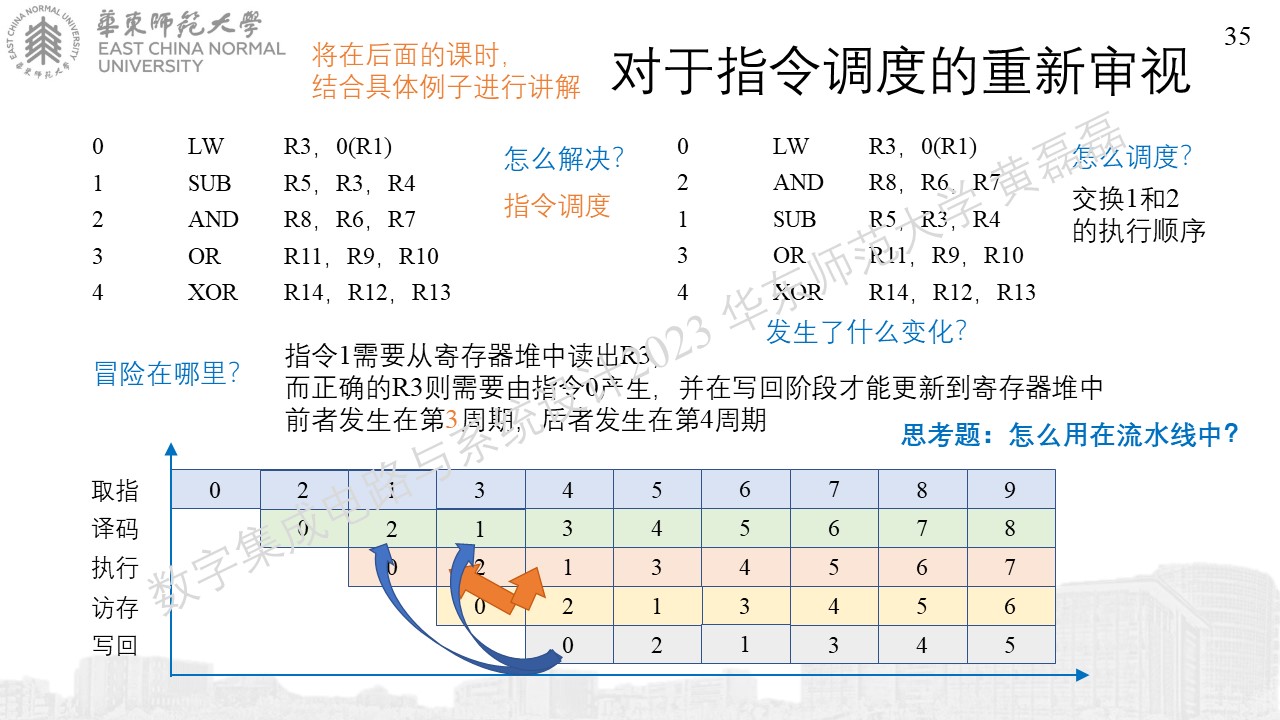 華東師範大學
EAST CHINA NORMAL
UNIVERSITY
EAST CHINA NORMAL UNIVERSITY
華東師範大學
将在后面的课时，
结合具体例子进行讲解
对于指令调度的重新审视
35
0 LW R3，0(R1)
1 SUB R5，R3，R4
2 AND R8，R6，R7
3 OR R11，R9，R10
4 XOR R14，R12，R13
怎么解决？
指令调度
0 LW R3，0(R1)
2 AND R8，R6，R7
1 SUB R5，R3，R4
3 OR R11，R9，R10
4 XOR R14，R12，R13
怎么调度？
交换1和2
的执行顺序
发生了什么变化？
冒险在哪里？
指令1需要从寄存器堆中读出R3
而正确的R3则需要由指令0产生，并在写回阶段才能更新到寄存器堆中
前者发生在第3周期，后者发生在第4周期
思考题：怎么用在流水线中？
取指 0 2 1 3 4 5 6 7 8 9
译码 0 2 1 3 4 5 6 7 8
执行 0 2 1 3 4 5 6 7
访存 0 2 1 3 4 5 6
写回 0 2 1 3 4 5
数字集成电路与系统设计2023 华东师范大学 黄磊磊